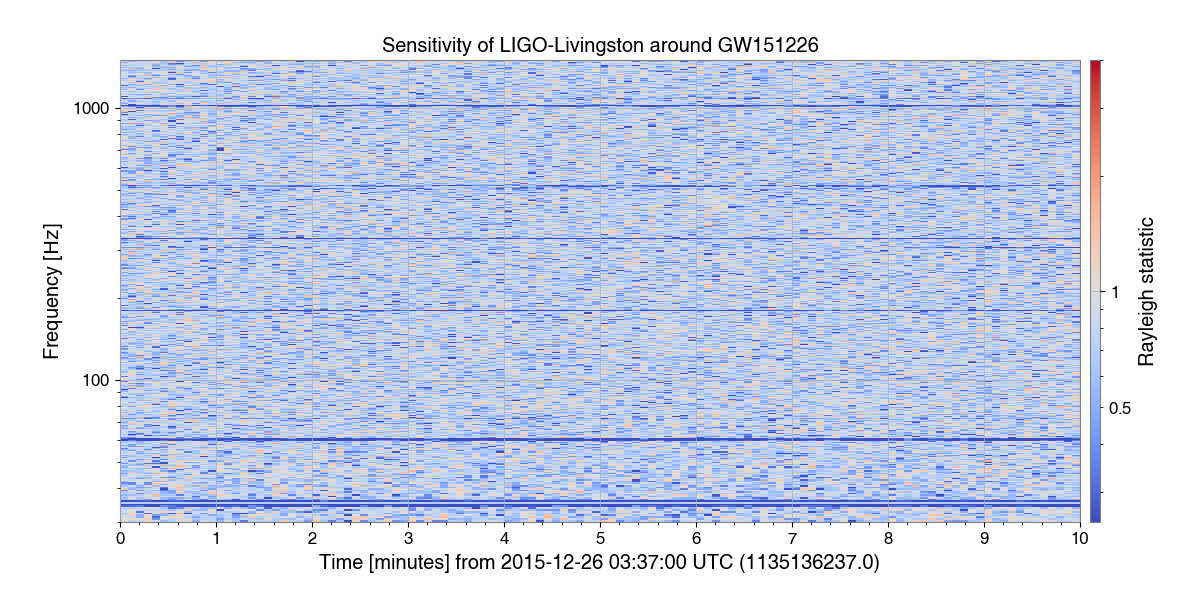 Sensitivity of LIGO-Livingston around GW151226
Frequency [Hz]
1000
100
0 1 2 3 4 5 6 7 8 9 10
Time [minutes] from 2015-12-26 03:37:00 UTC (1135136237.0)
1
0.5
Rayleigh statistic